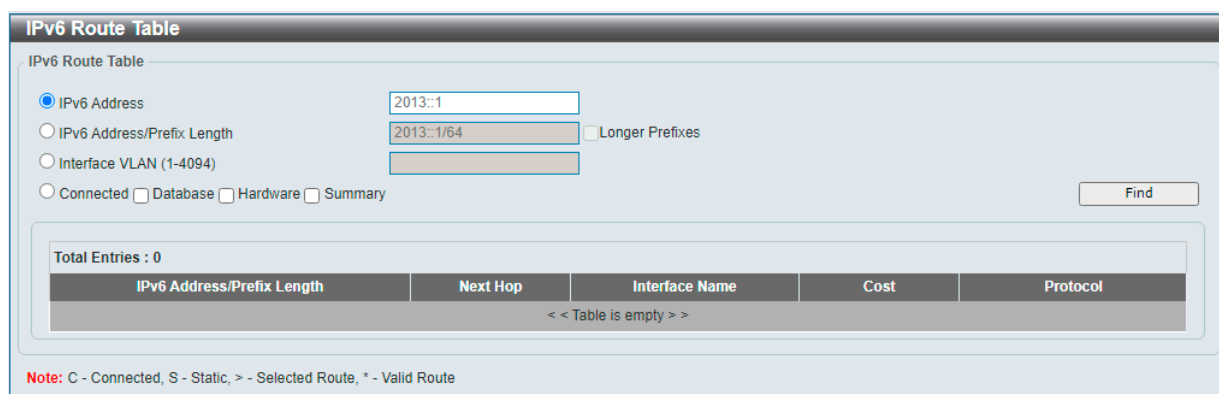 IPv6 Route Table
IPv6 Route Table
IPv6 Address 2013::1
IPv6 Address/Prefix Length 2013::1/64 Longer Prefixes
Interface VLAN (1-4094)
Connected Database Hardware Summary Find
Total Entries : 0
IPv6 Address/Prefix Length Next Hop Interface Name Cost Protocol
< < Table is empty > >
Note: C - Connected, S - Static, > - Selected Route, * - Valid Route